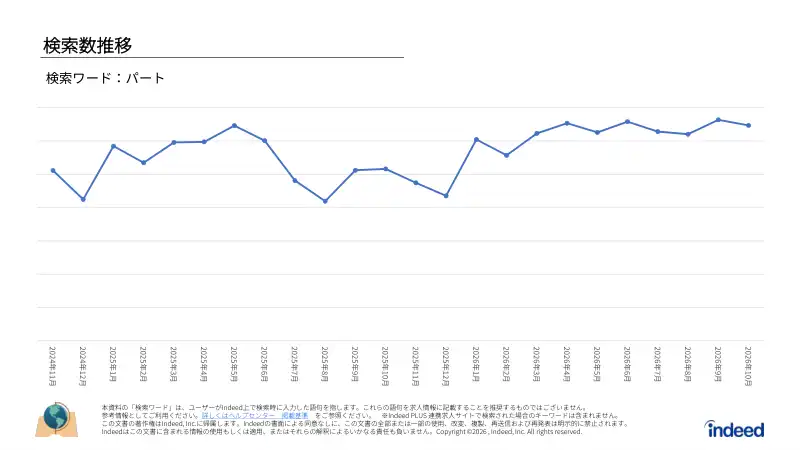 検索数推移
検索ワード：パート
2024年11月
2024年12月
2025年1月
2025年2月
2025年3月
2025年4月
2025年5月
2025年6月
2025年7月
2025年8月
2025年9月
2025年10月
2025年11月
2025年12月
2026年1月
2026年2月
2026年3月
2026年4月
2026年5月
2026年6月
2026年7月
2026年8月
2026年9月
2026年10月
本資料の「検索ワード」は、ユーザーがIndeed上で検索時に入力した語句を指します。これらの語句を求人情報に記載することを推奨するものではございません。
参考情報としてご利用ください。詳しくはヘルプセンター 掲載基準 をご参照ください。 ※Indeed PLUS 連携求人サイトで検索された場合のキーワードは含まれません。
この文書の著作権はIndeed, Inc.に帰属します。Indeedの書面による同意なしに、この文書の全部または一部の使用、改変、複製、再送信および再発表は明示的に禁止されます。
Indeedはこの文書に含まれる情報の使用もしくは適用、またはそれらの解釈によるいかなる責任も負いません。Copyright ©2026 , Indeed, Inc. All rights reserved.
indeed